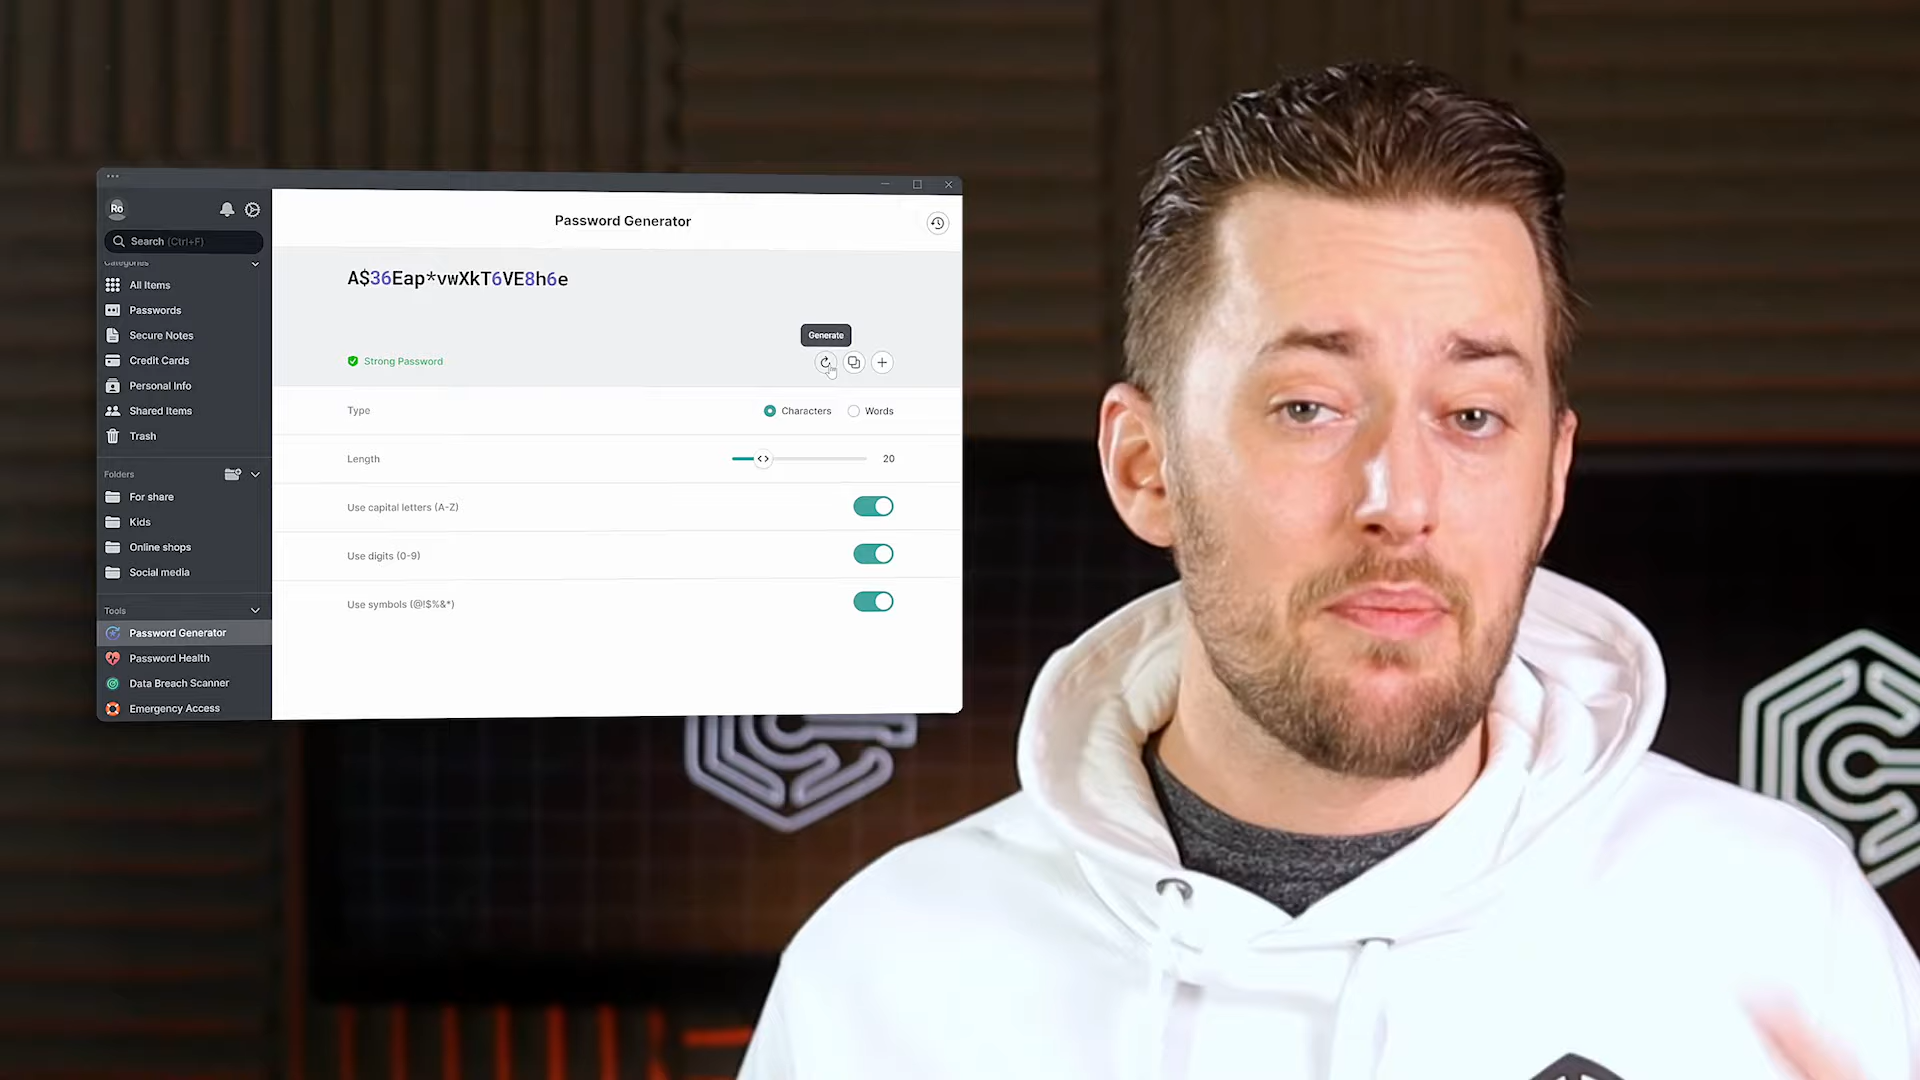 Ro
Search (Ctrl+F)
Categories
All Items
Passwords
Secure Notes
Credit Cards
Personal Info
Shared Items
Trash
Folders
For share
Kids
Online shops
Social media
Tools
Password Generator
Password Health
Data Breach Scanner
Emergency Access
Password Generator
A$36Eap*vwXkT6VE8h6e
Generate
Strong Password
Type
Characters
Words
Length
20
Use capital letters (A-Z)
Use digits (0-9)
Use symbols (@!$%&*)